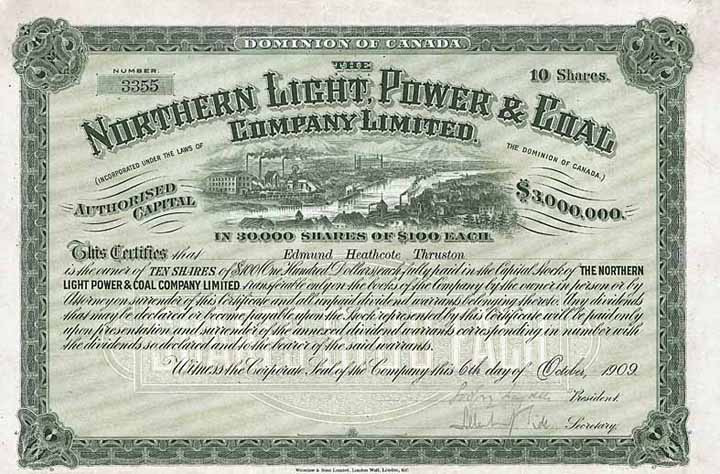 DOMINION OF CANADA
NUMBER.
3355
THE
10 Shares.
NORTHERN LIGHT, POWER & COAL
COMPANY LIMITED.
(INCORPORATED UNDER THE LAWS OF
THE DOMINION OF CANADA.)
AUTHORISED
CAPITAL
$3,000,000.
IN 30,000 SHARES OF $100 EACH.
This Certifies that Edmund Heathcote Thruston
is the owner of TEN SHARES of $100 (One Hundred Dollars) each, fully paid in the Capital Stock of THE NORTHERN
LIGHT POWER & COAL COMPANY LIMITED transferable only on the books of the Company by the owner in person or by
Attorney on surrender of this Certificate and all unpaid dividend warrants belonging thereto. Any dividends
that may be declared or become payable upon the Stock represented by this Certificate will be paid only
upon presentation and surrender of the annexed dividend warrants corresponding in number with
the dividends so declared and to the bearer of the said warrants.
Witness the Corporate Seal of the Company this 6th day of October, 1909.
President.
Secretary.
Waterlow & Sons Limited, London Wall, London, E.C.